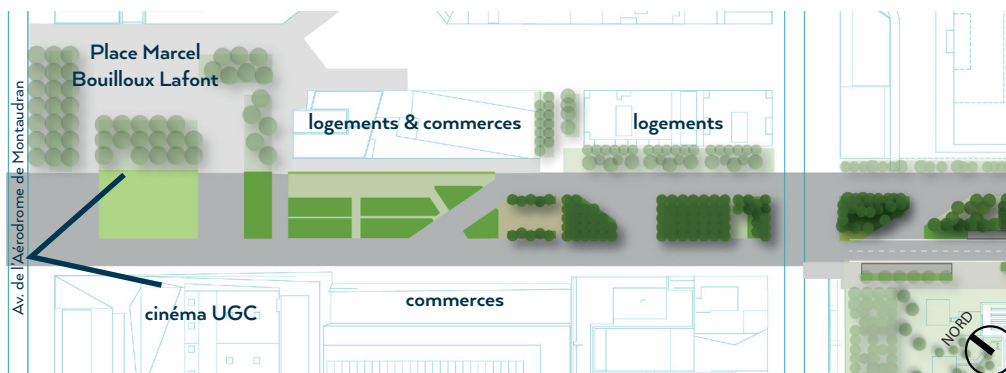 Place Marcel
Bouilloux Lafont
Av. de l'Aérodrome de Montaudran
logements & commerces
logements
cinéma UGC
commerces
NORD